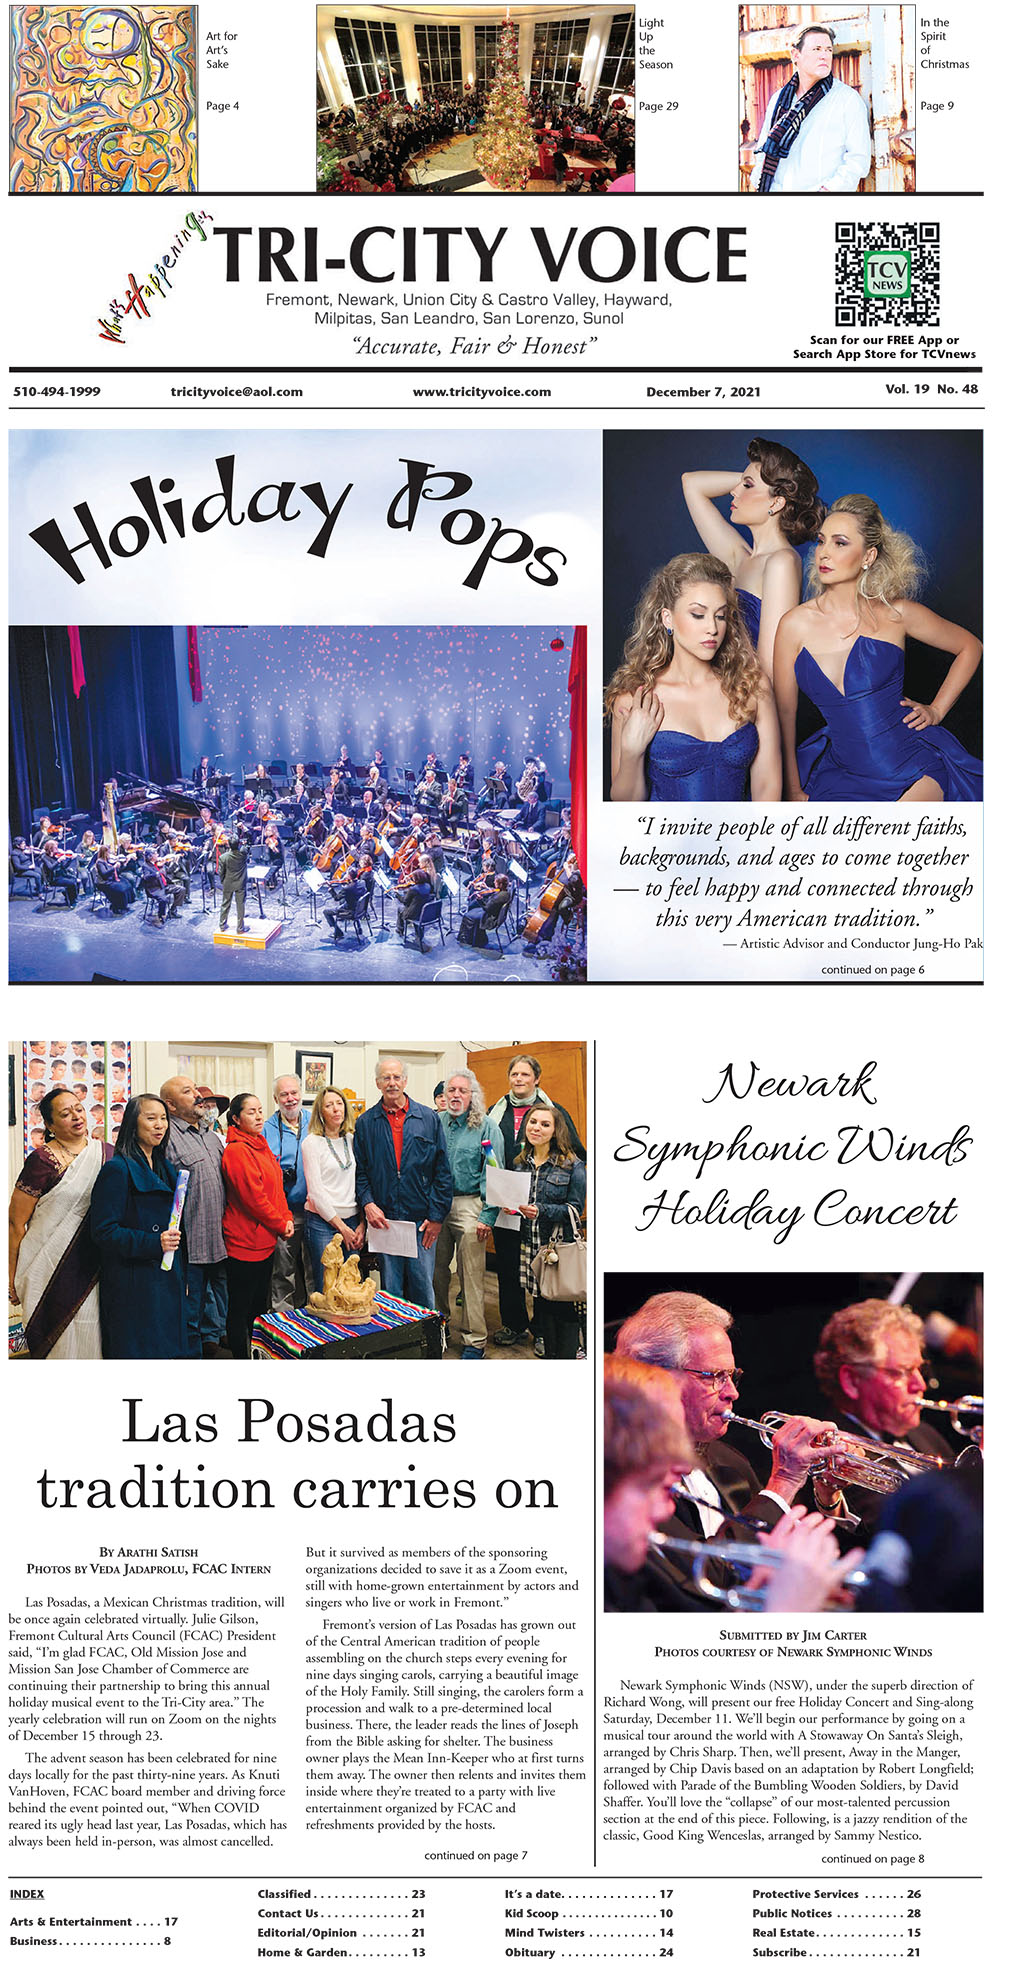 Art for
Art's
Sake
Page 4
Light
Up
the
Season
Page 29
In the
Spirit
of
Christmas
Page 9
What's Happening's
TRI-CITY VOICE
Fremont, Newark, Union City & Castro Valley, Hayward,
Milpitas, San Leandro, San Lorenzo, Sunol
“Accurate, Fair & Honest”
TCV
NEWS
Scan for our FREE App or
Search App Store for TCVnews
510-494-1999 tricityvoice@aol.com www.tricityvoice.com December 7, 2021 Vol. 19 No. 48
Holiday Pops
“I invite people of all different faiths,
backgrounds, and ages to come together
— to feel happy and connected through
this very American tradition.”
— Artistic Advisor and Conductor Jung-Ho Pak
continued on page 6
Las Posadas
tradition carries on
BY ARATHI SATISH
PHOTOS BY VEDA JADAPROLU, FCAC INTERN
Las Posadas, a Mexican Christmas tradition, will
be once again celebrated virtually. Julie Gilson,
Fremont Cultural Arts Council (FCAC) President
said, “I'm glad FCAC, Old Mission Jose and
Mission San Jose Chamber of Commerce are
continuing their partnership to bring this annual
holiday musical event to the Tri-City area.” The
yearly celebration will run on Zoom on the nights
of December 15 through 23.
The advent season has been celebrated for nine
days locally for the past thirty-nine years. As Knuti
VanHoven, FCAC board member and driving force
behind the event pointed out, “When COVID
reared its ugly head last year, Las Posadas, which has
always been held in-person, was almost cancelled.
But it survived as members of the sponsoring
organizations decided to save it as a Zoom event,
still with home-grown entertainment by actors and
singers who live or work in Fremont.”
Fremont's version of Las Posadas has grown out
of the Central American tradition of people
assembling on the church steps every evening for
nine days singing carols, carrying a beautiful image
of the Holy Family. Still singing, the carolers form a
procession and walk to a pre-determined local
business. There, the leader reads the lines of Joseph
from the Bible asking for shelter. The business
owner plays the Mean Inn-Keeper who at first turns
them away. The owner then relents and invites them
inside where they're treated to a party with live
entertainment organized by FCAC and
refreshments provided by the hosts.
continued on page 7
Newark
Symphonic Winds
Holiday Concert
SUBMITTED BY JIM CARTER
PHOTOS COURTESY OF NEWARK SYMPHONIC WINDS
Newark Symphonic Winds (NSW), under the superb direction of
Richard Wong, will present our free Holiday Concert and Sing-along
Saturday, December 11. We'll begin our performance by going on a
musical tour around the world with A Stowaway On Santa's Sleigh,
arranged by Chris Sharp. Then, we'll present, Away in the Manger,
arranged by Chip Davis based on an adaptation by Robert Longfield;
followed with Parade of the Bumbling Wooden Soldiers, by David
Shaffer. You'll love the “collapse” of our most-talented percussion
section at the end of this piece. Following, is a jazzy rendition of the
classic, Good King Wenceslas, arranged by Sammy Nestico.
continued on page 8
INDEX
Arts & Entertainment . . . . 17
Business . . . . . . . . . . . . . . . 8
Classified . . . . . . . . . . . . . . 23
Contact Us . . . . . . . . . . . . . 21
Editorial/Opinion . . . . . . . 21
Home & Garden . . . . . . . . . 13
It's a date. . . . . . . . . . . . . . 17
Kid Scoop . . . . . . . . . . . . . . 10
Mind Twisters . . . . . . . . . . 14
Obituary . . . . . . . . . . . . . . 24
Protective Services . . . . . . 26
Public Notices . . . . . . . . . . 28
Real Estate . . . . . . . . . . . . . 15
Subscribe . . . . . . . . . . . . . . 21